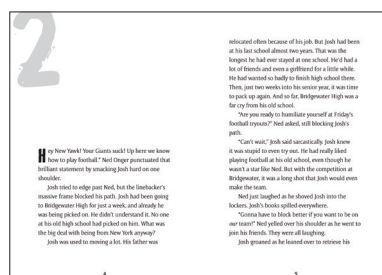 2
Hey New Yawk! Your Giants suck! Up here we know
how to play football." Ned Onger punctuated that
brilliant statement by smacking Josh hard on one
shoulder.
Josh tried to edge past Ned, but the linebacker's
massive frame blocked his path. Josh had been going
to Bridgewater High for just a week, and already he
was being picked on. He didn't understand it. No one
at his old school had picked on him. What was
the big deal with being from New York anyway?
Josh was used to moving a lot. His father was
4
relocated often because of his job. But Josh had been
at his last school almost two years. That was the
longest he had ever stayed at one school. He'd had a
lot of friends and even a girlfriend for a little while.
He had wanted so badly to finish high school there.
Then, just two weeks into his senior year, it was time
to pack up again. And so far, Bridgewater High was a
far cry from his old school.
"Are you ready to humiliate yourself at Friday's
football tryouts?" Ned asked, still blocking Josh's
path.
"Can't wait," Josh said sarcastically. Josh knew
it was stupid to even try out. He had really liked
playing football at his old school, even though he
wasn't a star like Ned. But with the competition at
Bridgewater, it was a long shot that Josh would even
make the team.
Ned just laughed as he shoved Josh into the
lockers. Josh's books spilled everywhere.
"Gonna have to block better if you want to be on
our team!" Ned yelled over his shoulder as he went to
join his friends. They were all laughing.
Josh groaned as he leaned over to retrieve his
5